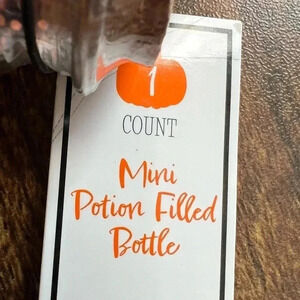 1
COUNT
Mini
Potion Filled
Bottle